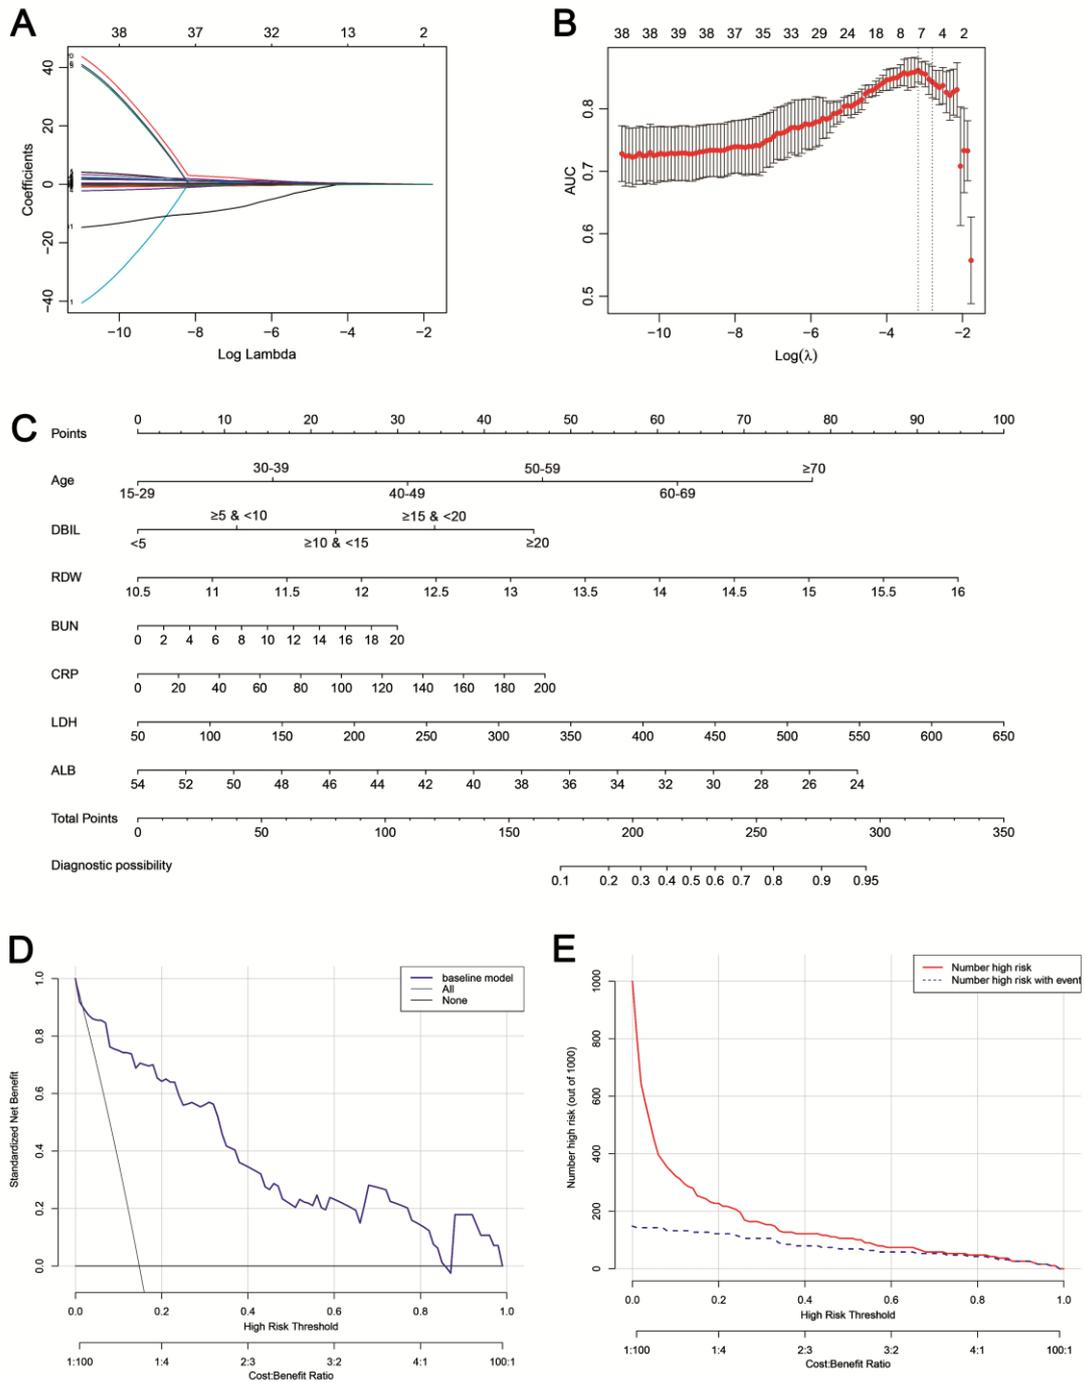 A
38 37 32 13 2
Coefficients
40
20
0
−20
−40
−10 −8 −6 −4 −2
Log Lambda
B
38 38 39 38 37 35 33 29 24 18 8 7 4 2
AUC
0.8
0.7
0.6
0.5
−10 −8 −6 −4 −2
Log(λ)
C
0 10 20 30 40 50 60 70 80 90 100
Points
30-39 50-59 ≥70
Age
15-29 40-49 60-69
≥5 & <10 ≥15 & <20
DBIL
<5 ≥10 & <15 ≥20
RDW
10.5 11 11.5 12 12.5 13 13.5 14 14.5 15 15.5 16
BUN
0 2 4 6 8 10 12 14 16 18 20
CRP
0 20 40 60 80 100 120 140 160 180 200
LDH
50 100 150 200 250 300 350 400 450 500 550 600 650
ALB
54 52 50 48 46 44 42 40 38 36 34 32 30 28 26 24
Total Points
0 50 100 150 200 250 300 350
Diagnostic possibility
0.1 0.2 0.3 0.4 0.5 0.6 0.7 0.8 0.9 0.95
D
baseline model
All
None
Standardized Net Benefit
1.0
0.8
0.6
0.4
0.2
0.0
0.0 0.2 0.4 0.6 0.8 1.0
High Risk Threshold
1:100 1:4 2:3 3:2 4:1 100:1
Cost:Benefit Ratio
E
Number high risk
Number high risk with event
Number high risk (out of 1000)
1000
800
600
400
200
0
0.0 0.2 0.4 0.6 0.8 1.0
High Risk Threshold
1:100 1:4 2:3 3:2 4:1 100:1
Cost:Benefit Ratio